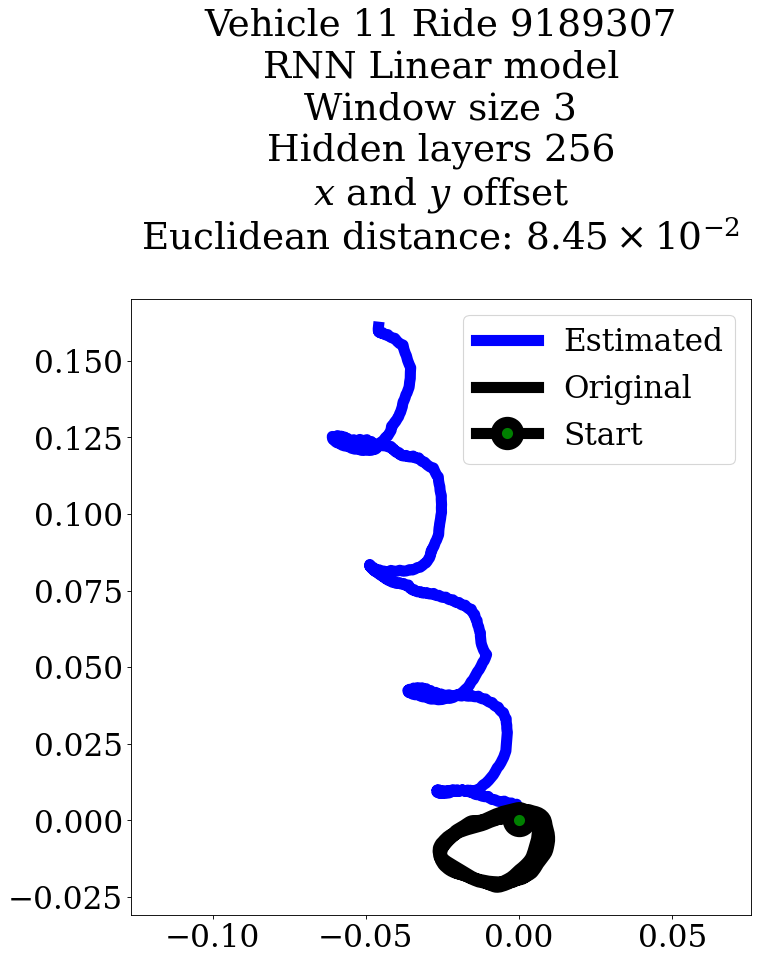 Vehicle 11 Ride 9189307
RNN Linear model
Window size 3
Hidden layers 256
x and y offset
Euclidean distance: 8.45 × 10⁻²
Estimated
Original
Start
0.150
0.125
0.100
0.075
0.050
0.025
0.000
−0.025
−0.10 −0.05 0.00 0.05